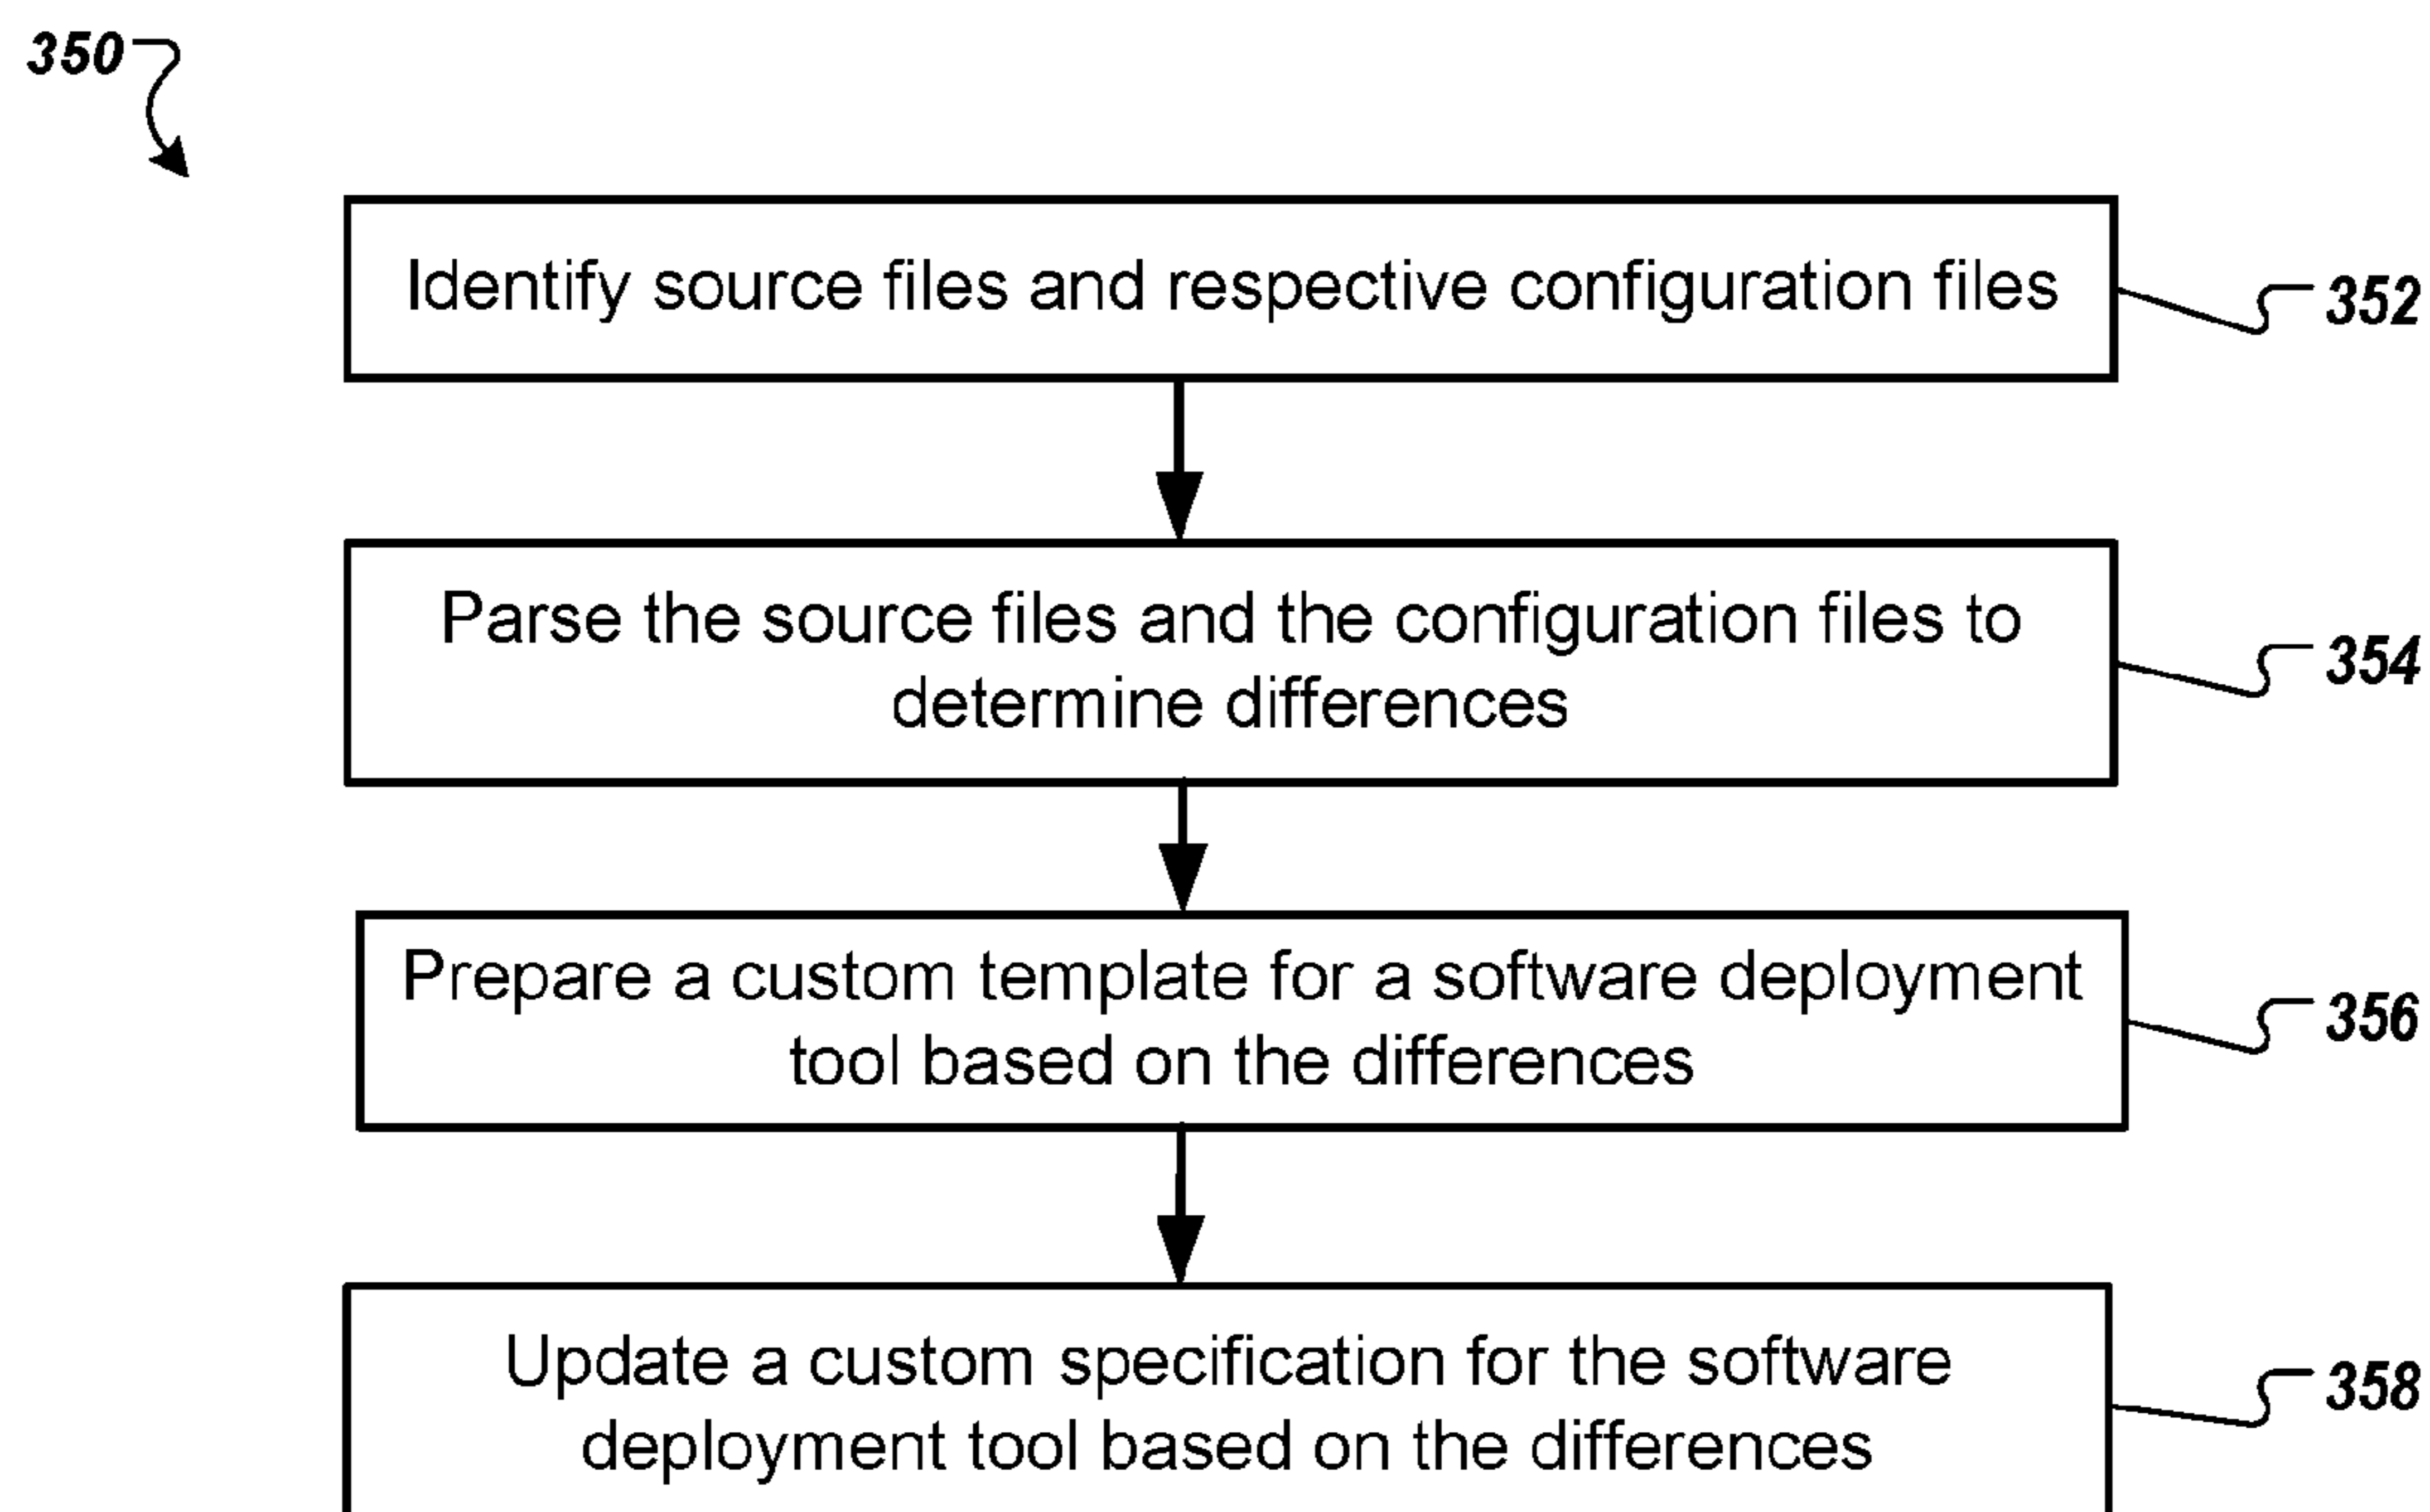 350
Identify source files and respective configuration files
352
Parse the source files and the configuration files to
determine differences
354
Prepare a custom template for a software deployment
tool based on the differences
356
Update a custom specification for the software
deployment tool based on the differences
358